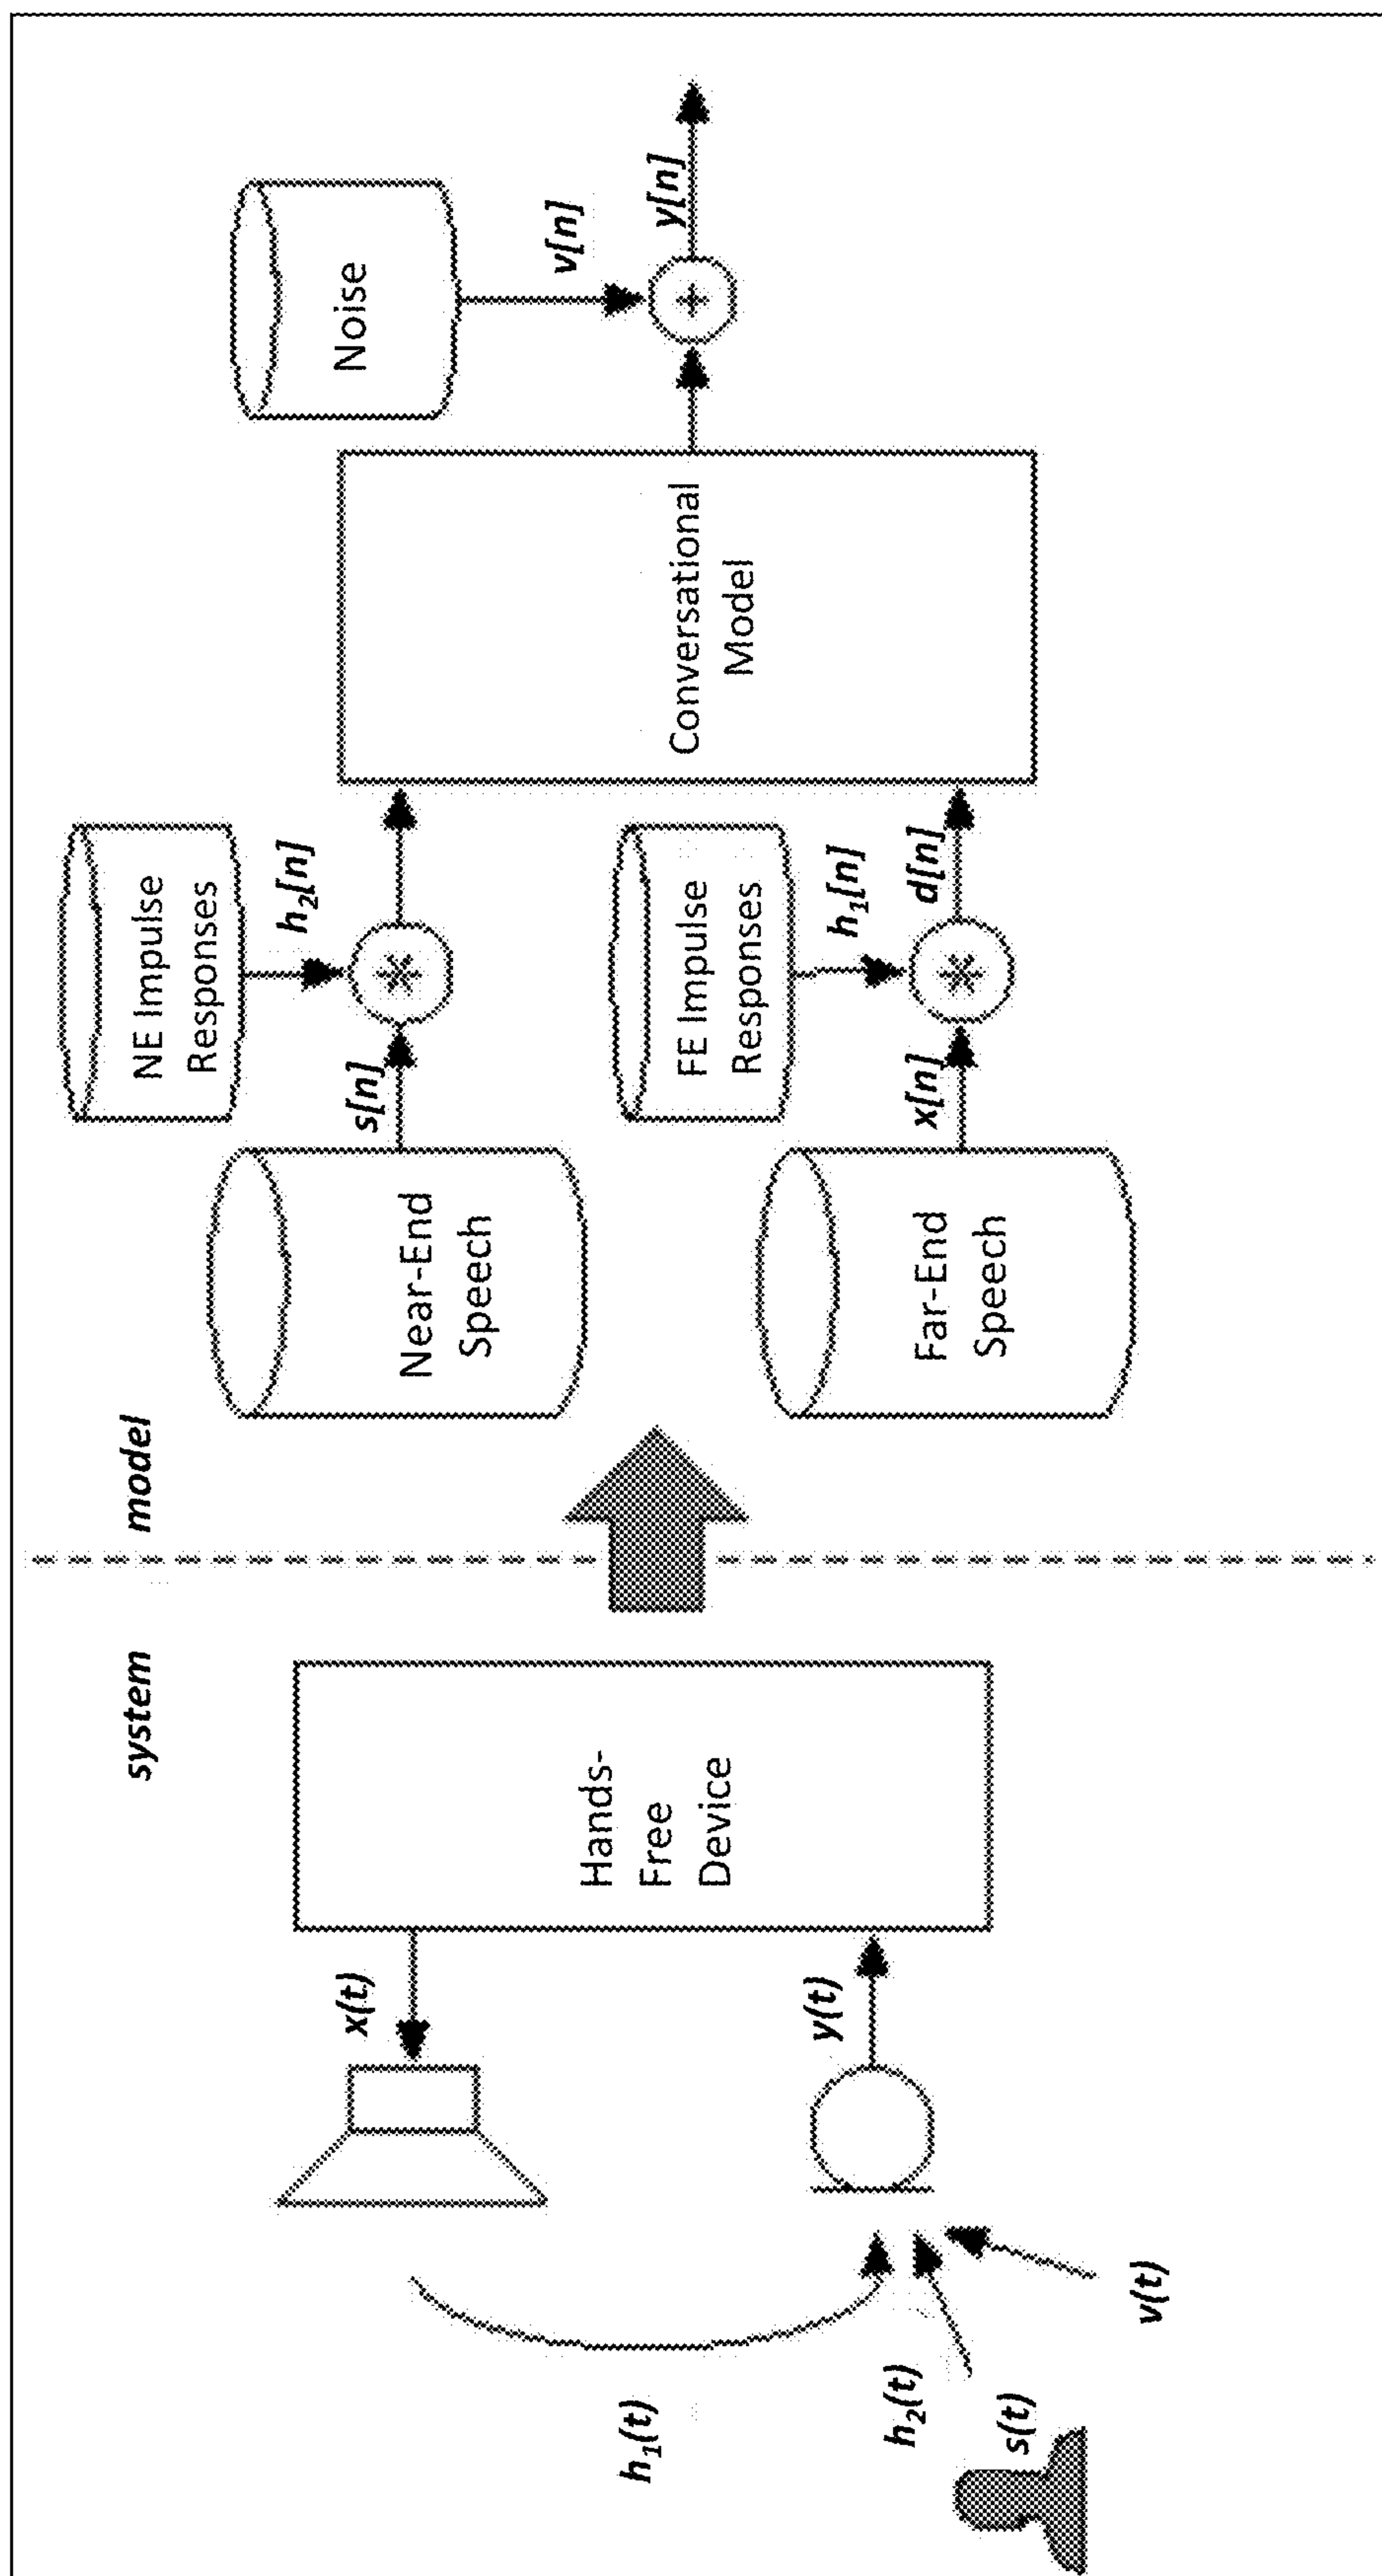 system
model
x(t)
Hands-
Free
Device
y(t)
h₁(t)
h₂(t)
s(t)
v(t)
NE Impulse
Responses
h₂[n]
s[n]
Near-End
Speech
FE Impulse
Responses
h₁[n]
x[n]
d[n]
Far-End
Speech
Conversational
Model
Noise
v[n]
y[n]
+
*
*